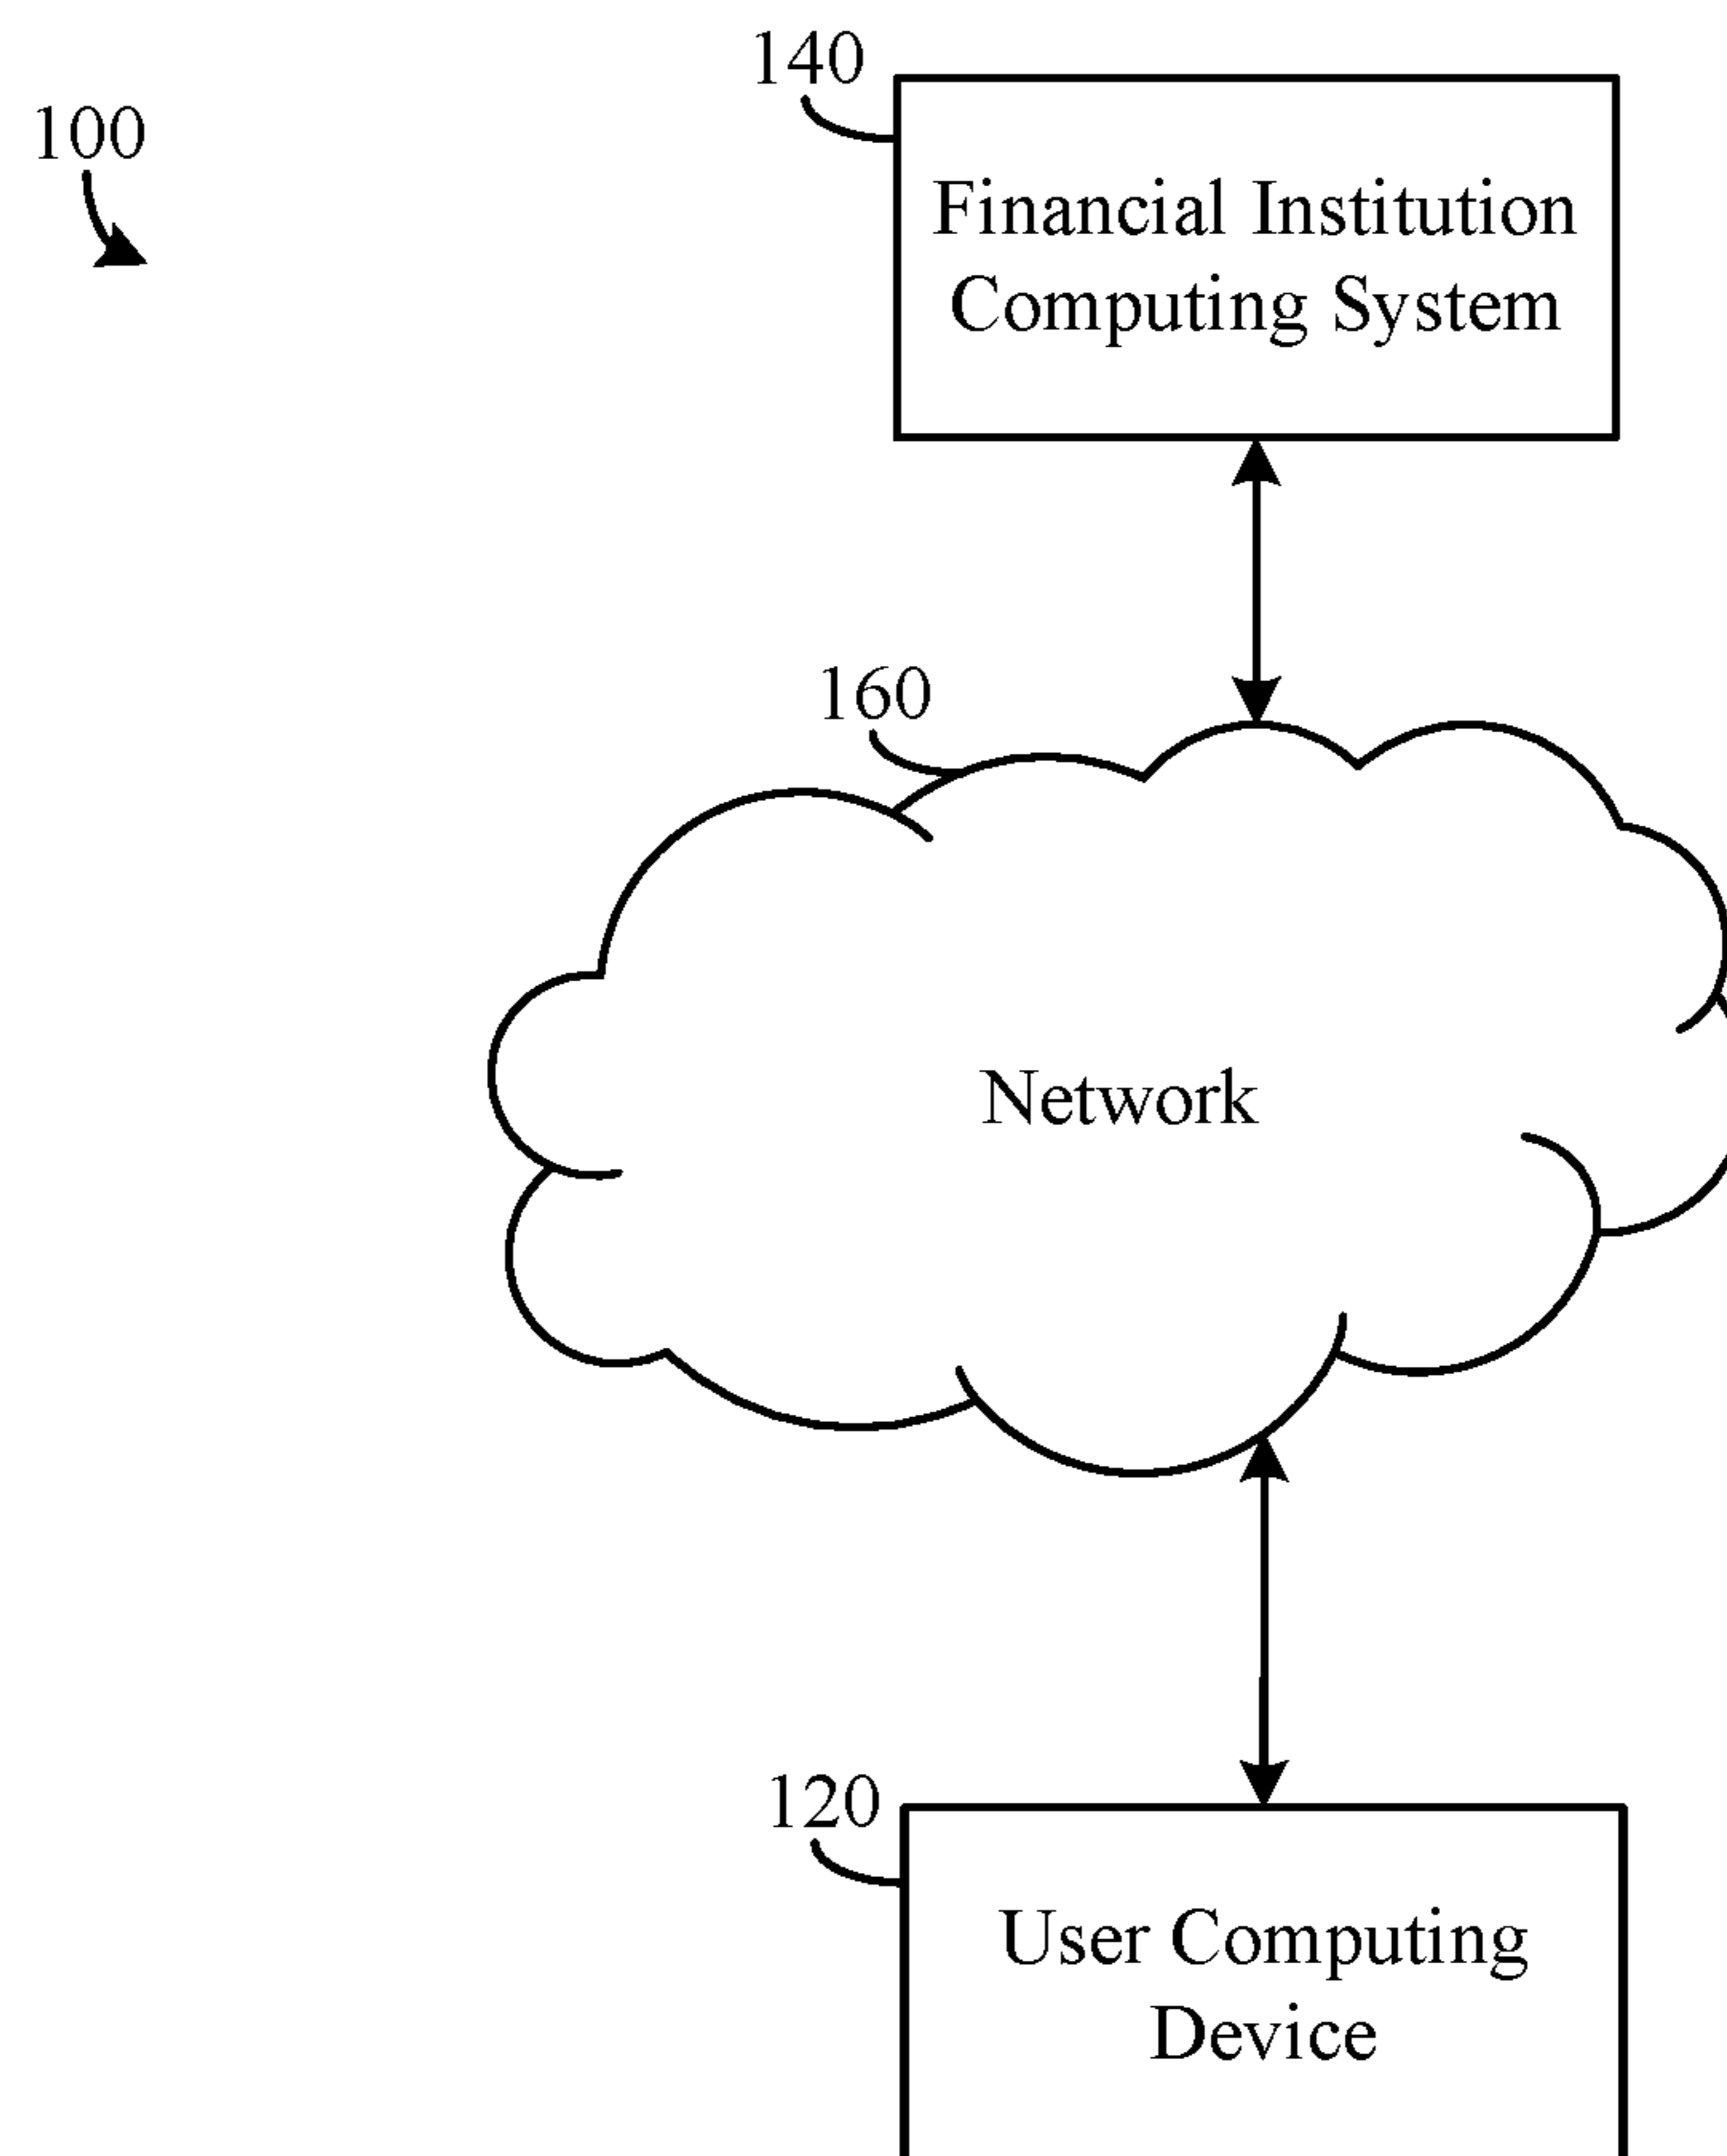 140
100
Financial Institution
Computing System
160
Network
120
User Computing
Device